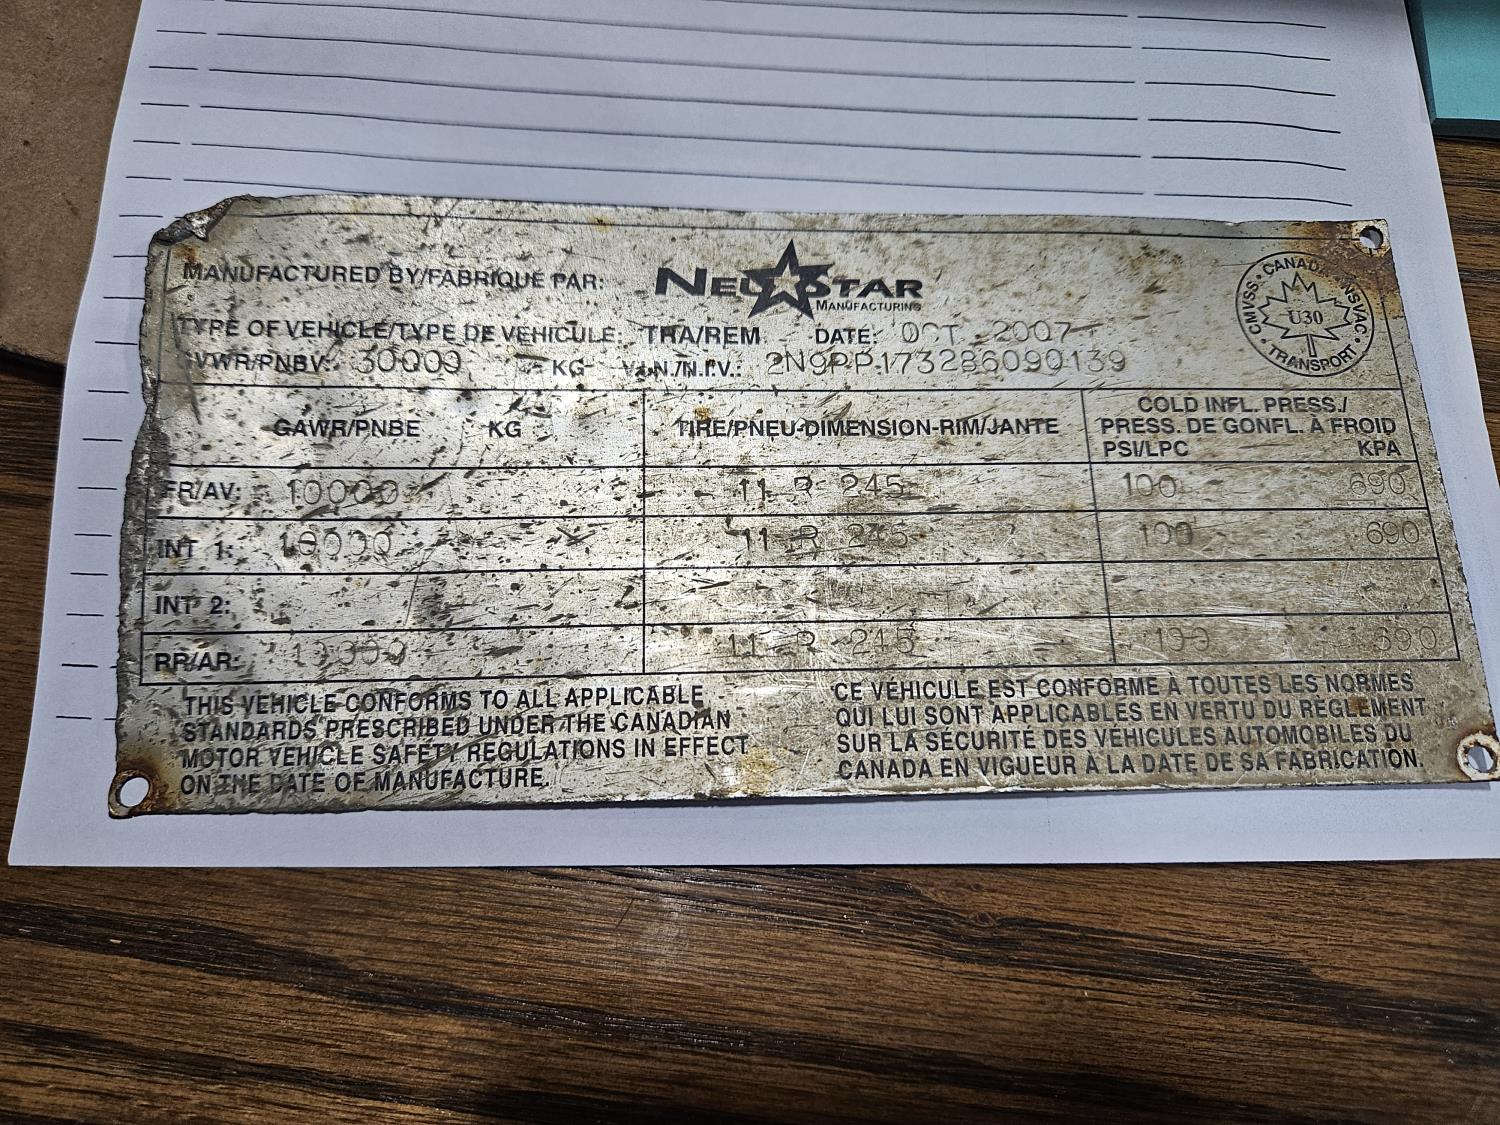 MANUFACTURED BY/FABRIQUÉ PAR: NEUSTAR
MANUFACTURING
CMVSS · CANADA · NSVAC · TRANSPORT ·
U30
TYPE OF VEHICLE/TYPE DE VÉHICULE: TRA/REM DATE: OCT 2007
GVWR/PNBV: 30000 KG V.I.N./N.I.V.: 2N9PP173286090139
GAWR/PNBE KG TIRE/PNEU-DIMENSION-RIM/JANTE COLD INFL. PRESS./
PRESS. DE GONFL. À FROID
PSI/LPC KPA
FR/AV: 10000 11 R 245 100 690
INT 1: 10000 11 R 245 100 690
INT 2:
RR/AR: 10000 11 R 245 100 690
THIS VEHICLE CONFORMS TO ALL APPLICABLE
STANDARDS PRESCRIBED UNDER THE CANADIAN
MOTOR VEHICLE SAFETY REGULATIONS IN EFFECT
ON THE DATE OF MANUFACTURE.
CE VÉHICULE EST CONFORME À TOUTES LES NORMES
QUI LUI SONT APPLICABLES EN VERTU DU RÈGLEMENT
SUR LA SÉCURITÉ DES VÉHICULES AUTOMOBILES DU
CANADA EN VIGUEUR À LA DATE DE SA FABRICATION.